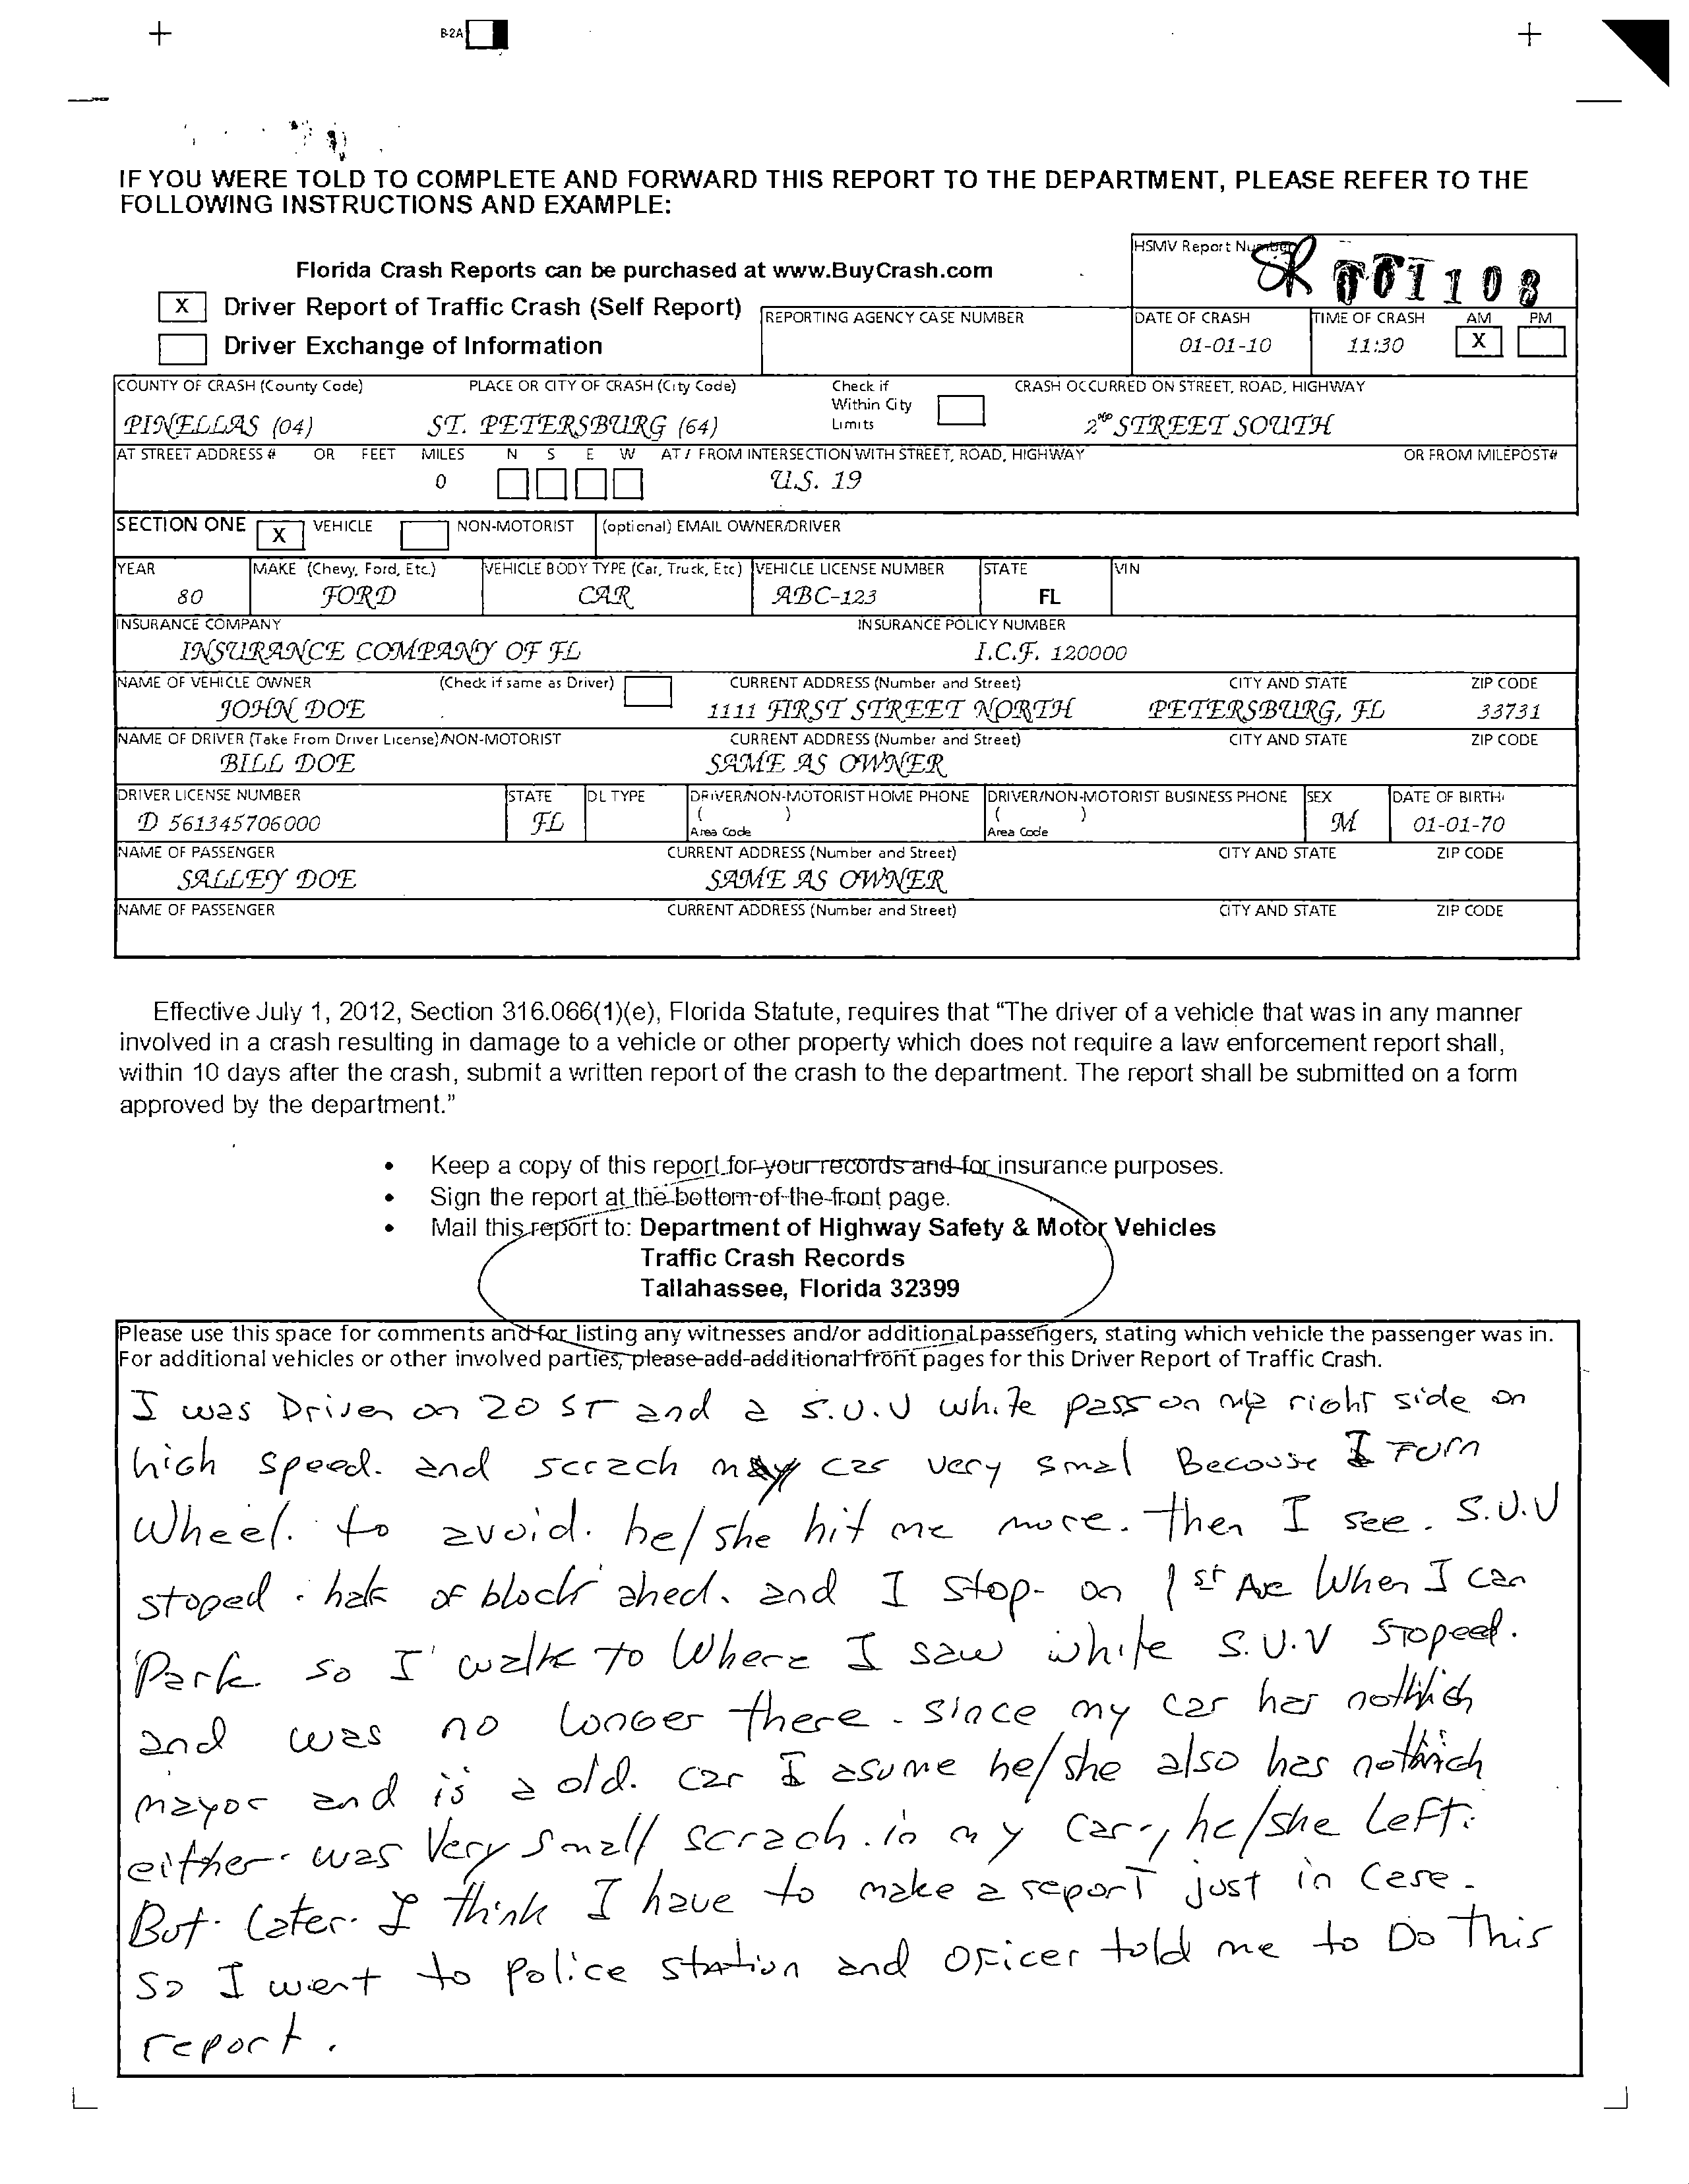 B-2A
IF YOU WERE TOLD TO COMPLETE AND FORWARD THIS REPORT TO THE DEPARTMENT, PLEASE REFER TO THE
FOLLOWING INSTRUCTIONS AND EXAMPLE:
HSMV Report Number
001108
Florida Crash Reports can be purchased at www.BuyCrash.com
X Driver Report of Traffic Crash (Self Report)
Driver Exchange of Information
REPORTING AGENCY CASE NUMBER
DATE OF CRASH TIME OF CRASH AM PM
01-01-10 11:30 X
COUNTY OF CRASH (County Code) PLACE OR CITY OF CRASH (City Code) Check if Within City Limits CRASH OCCURRED ON STREET, ROAD, HIGHWAY
PINELLAS (04) ST. PETERSBURG (64) 2ND STREET SOUTH
AT STREET ADDRESS # OR FEET MILES N S E W AT / FROM INTERSECTION WITH STREET, ROAD, HIGHWAY OR FROM MILEPOST#
0 U.S. 19
SECTION ONE X VEHICLE NON-MOTORIST (optional) EMAIL OWNER/DRIVER
YEAR MAKE (Chevy, Ford, Etc.) VEHICLE BODY TYPE (Car, Truck, Etc) VEHICLE LICENSE NUMBER STATE VIN
80 FORD CAR ABC-123 FL
INSURANCE COMPANY INSURANCE POLICY NUMBER
INSURANCE COMPANY OF FL I.C.F. 120000
NAME OF VEHICLE OWNER (Check if same as Driver) CURRENT ADDRESS (Number and Street) CITY AND STATE ZIP CODE
JOHN DOE 1111 FIRST STREET NORTH PETERSBURG, FL 33731
NAME OF DRIVER (Take From Driver License)/NON-MOTORIST CURRENT ADDRESS (Number and Street) CITY AND STATE ZIP CODE
BILL DOE SAME AS OWNER
DRIVER LICENSE NUMBER STATE DL TYPE DRIVER/NON-MOTORIST HOME PHONE DRIVER/NON-MOTORIST BUSINESS PHONE SEX DATE OF BIRTH
D 561345706000 FL ( ) Area Code ( ) Area Code M 01-01-70
NAME OF PASSENGER CURRENT ADDRESS (Number and Street) CITY AND STATE ZIP CODE
SALLEY DOE SAME AS OWNER
NAME OF PASSENGER CURRENT ADDRESS (Number and Street) CITY AND STATE ZIP CODE
Effective July 1, 2012, Section 316.066(1)(e), Florida Statute, requires that “The driver of a vehicle that was in any manner
involved in a crash resulting in damage to a vehicle or other property which does not require a law enforcement report shall,
within 10 days after the crash, submit a written report of the crash to the department. The report shall be submitted on a form
approved by the department.”
• Keep a copy of this report for your records and for insurance purposes.
• Sign the report at the bottom of the front page.
• Mail this report to: Department of Highway Safety & Motor Vehicles
Traffic Crash Records
Tallahassee, Florida 32399
Please use this space for comments and for listing any witnesses and/or additional passengers, stating which vehicle the passenger was in.
For additional vehicles or other involved parties, please add additional front pages for this Driver Report of Traffic Crash.
I was Driven on 20 ST and a S.U.V white pass on my right side on
high speed. and scrach my car very smal Becouse I Turn
Wheel. to avoid. he/she hit me more. then I see. S.U.V
stoped. half of block ahed. and I stop- on 1st Ave When I can
Park. so I walk to Where I saw white S.U.V stoped.
and was no longer there. since my car has nothich
mayor and is a old. car I asume he/she also has nothich
either. was Very small scrach. in my car, he/she Left.
But. Later. I think I have to make a report just in case.
So I went to police station and oficer told me to Do This
report.